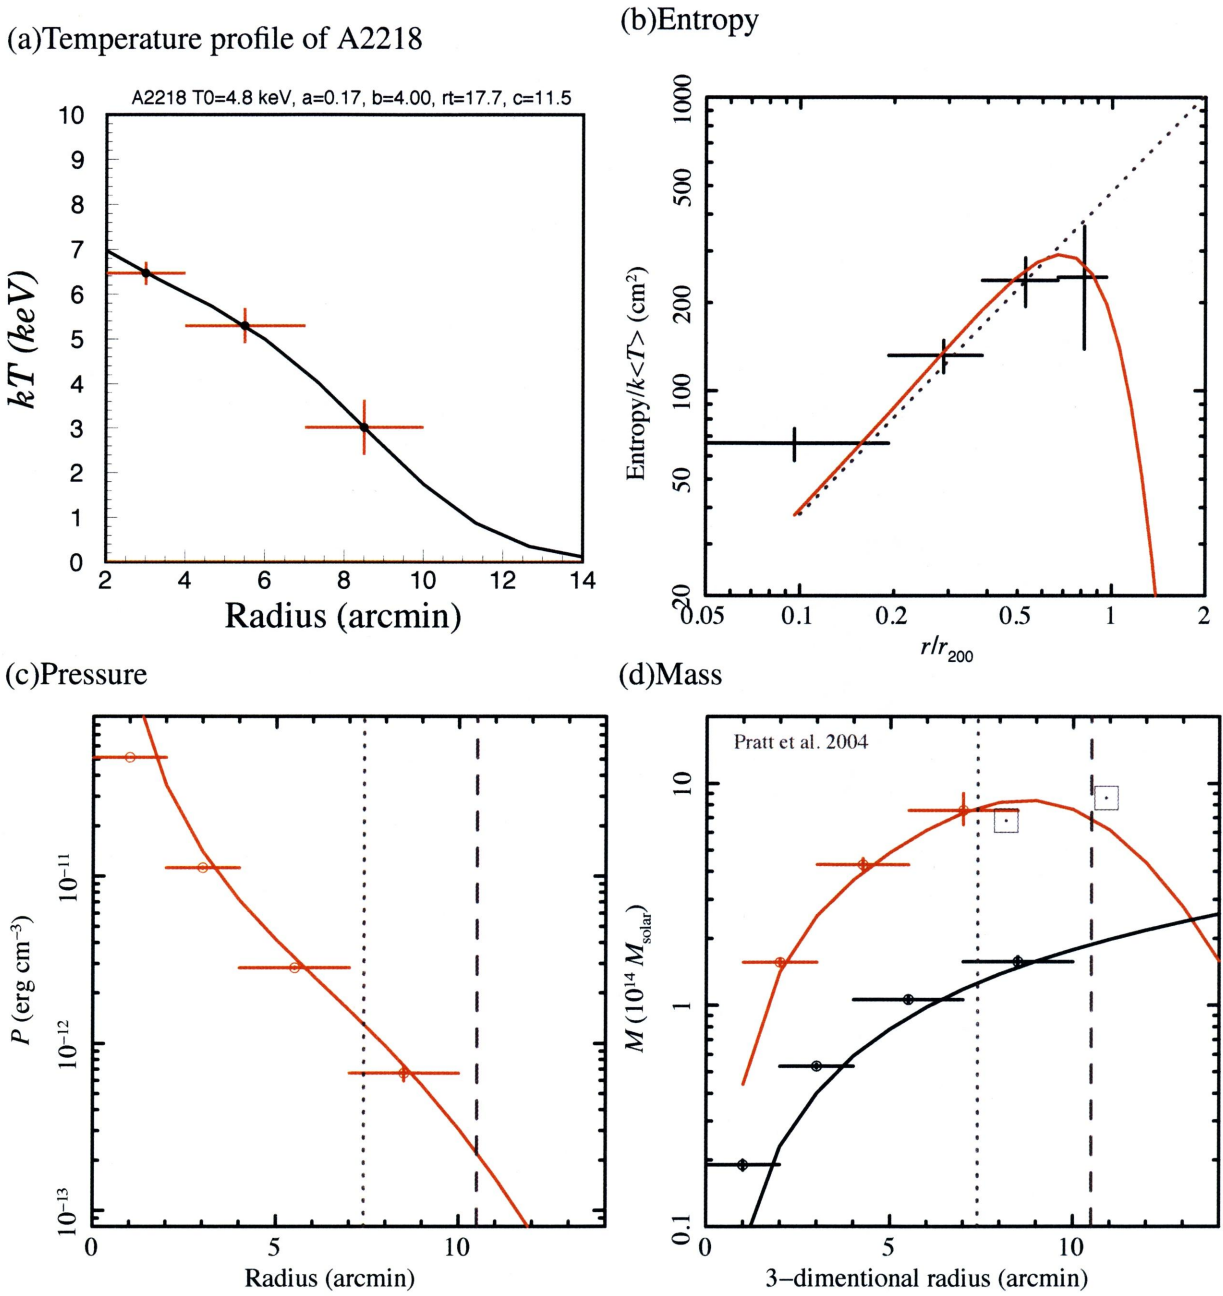 (a)Temperature profile of A2218
A2218 T0=4.8 keV, a=0.17, b=4.00, rt=17.7, c=11.5
10
9
8
7
6
5
4
3
2
1
0
kT (keV)
2 4 6 8 10 12 14
Radius (arcmin)
(b)Entropy
1000
500
200
100
50
20
Entropy/k<T> (cm²)
0.05 0.1 0.2 0.5 1 2
r/r₂₀₀
(c)Pressure
10⁻¹¹
10⁻¹²
10⁻¹³
P (erg cm⁻³)
0 5 10
Radius (arcmin)
(d)Mass
Pratt et al. 2004
10
1
0.1
M (10¹⁴ Msolar)
0 5 10
3−dimentional radius (arcmin)